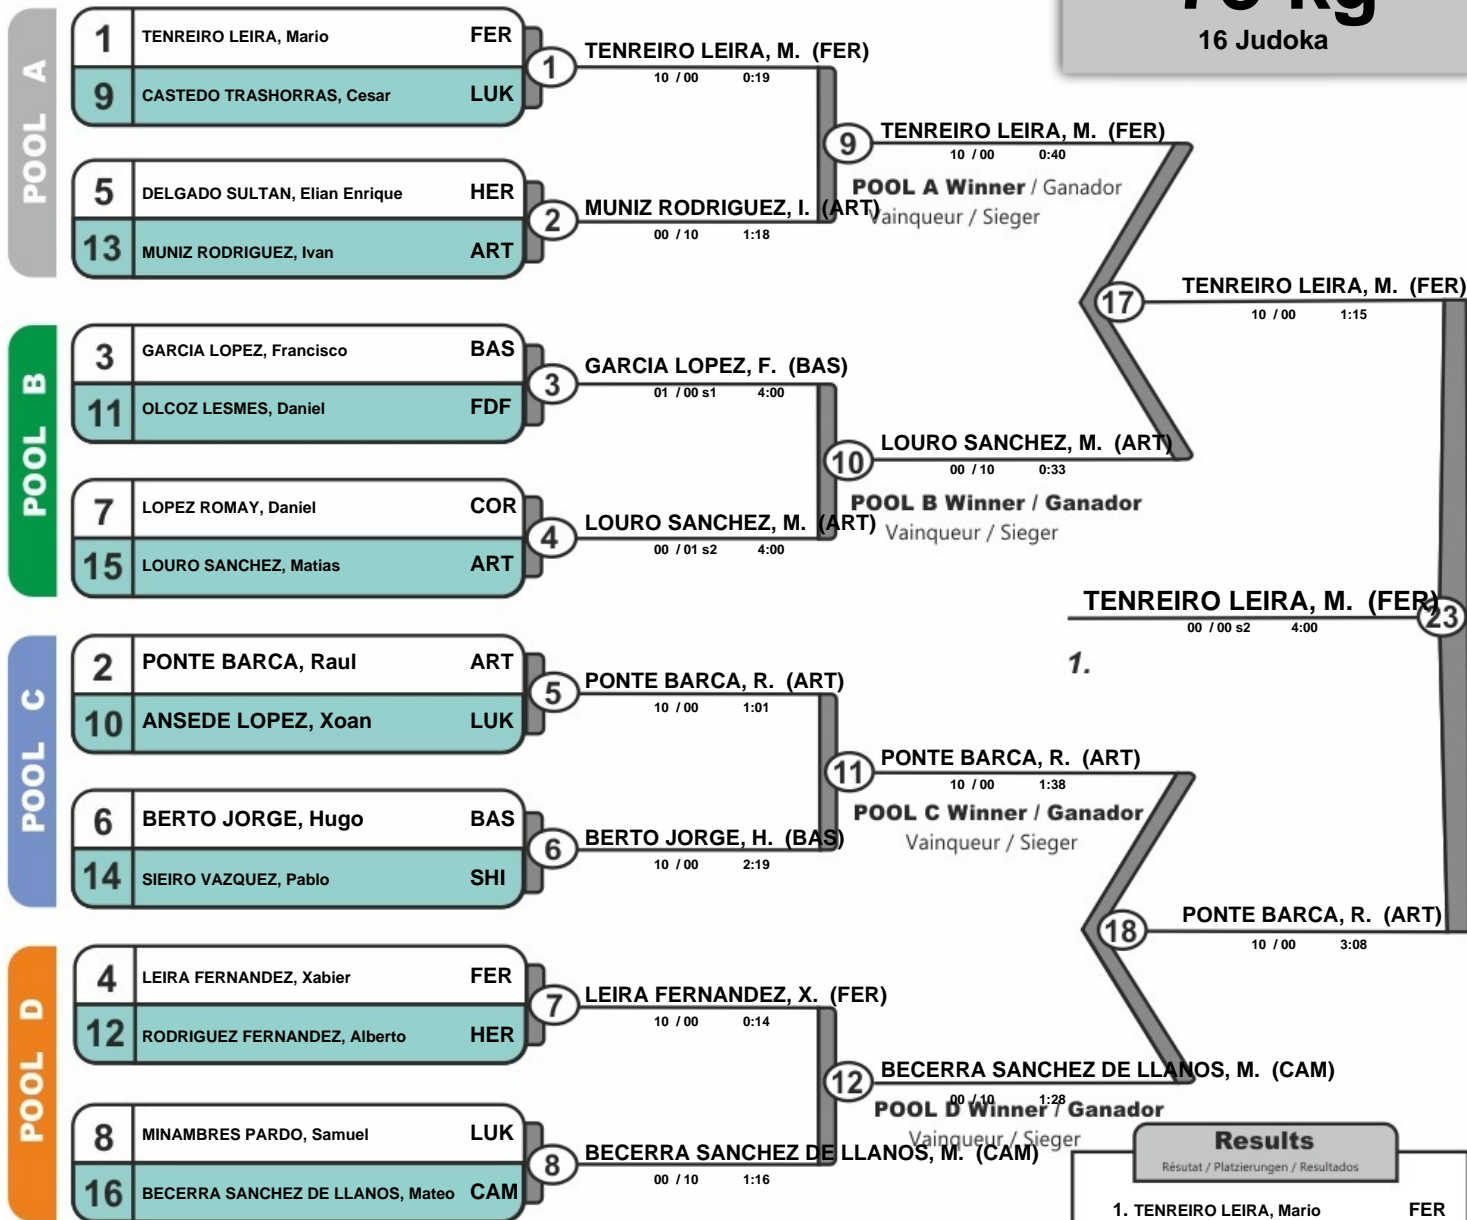 kg
16 Judoka
POOL A
1 TENREIRO LEIRA, Mario FER
9 CASTEDO TRASHORRAS, Cesar LUK
1
TENREIRO LEIRA, M. (FER)
10 / 00 0:19
5 DELGADO SULTAN, Elian Enrique HER
13 MUNIZ RODRIGUEZ, Ivan ART
2
MUNIZ RODRIGUEZ, I. (ART)
00 / 10 1:18
9
TENREIRO LEIRA, M. (FER)
10 / 00 0:40
POOL A Winner / Ganador
Vainqueur / Sieger
POOL B
3 GARCIA LOPEZ, Francisco BAS
11 OLCOZ LESMES, Daniel FDF
3
GARCIA LOPEZ, F. (BAS)
01 / 00 s1 4:00
7 LOPEZ ROMAY, Daniel COR
15 LOURO SANCHEZ, Matias ART
4
LOURO SANCHEZ, M. (ART)
00 / 01 s2 4:00
10
LOURO SANCHEZ, M. (ART)
00 / 10 0:33
POOL B Winner / Ganador
Vainqueur / Sieger
17
TENREIRO LEIRA, M. (FER)
10 / 00 1:15
TENREIRO LEIRA, M. (FER)
23
00 / 00 s2 4:00
1.
POOL C
2 PONTE BARCA, Raul ART
10 ANSEDE LOPEZ, Xoan LUK
5
PONTE BARCA, R. (ART)
10 / 00 1:01
6 BERTO JORGE, Hugo BAS
14 SIEIRO VAZQUEZ, Pablo SHI
6
BERTO JORGE, H. (BAS)
10 / 00 2:19
11
PONTE BARCA, R. (ART)
10 / 00 1:38
POOL C Winner / Ganador
Vainqueur / Sieger
18
PONTE BARCA, R. (ART)
10 / 00 3:08
POOL D
4 LEIRA FERNANDEZ, Xabier FER
12 RODRIGUEZ FERNANDEZ, Alberto HER
7
LEIRA FERNANDEZ, X. (FER)
10 / 00 0:14
8 MINAMBRES PARDO, Samuel LUK
16 BECERRA SANCHEZ DE LLANOS, Mateo CAM
8
BECERRA SANCHEZ DE LLANOS, M. (CAM)
00 / 10 1:16
12
BECERRA SANCHEZ DE LLANOS, M. (CAM)
00 / 10 1:28
POOL D Winner / Ganador
Vainqueur / Sieger
Results
Résutat / Platzierungen / Resultados
1. TENREIRO LEIRA, Mario FER